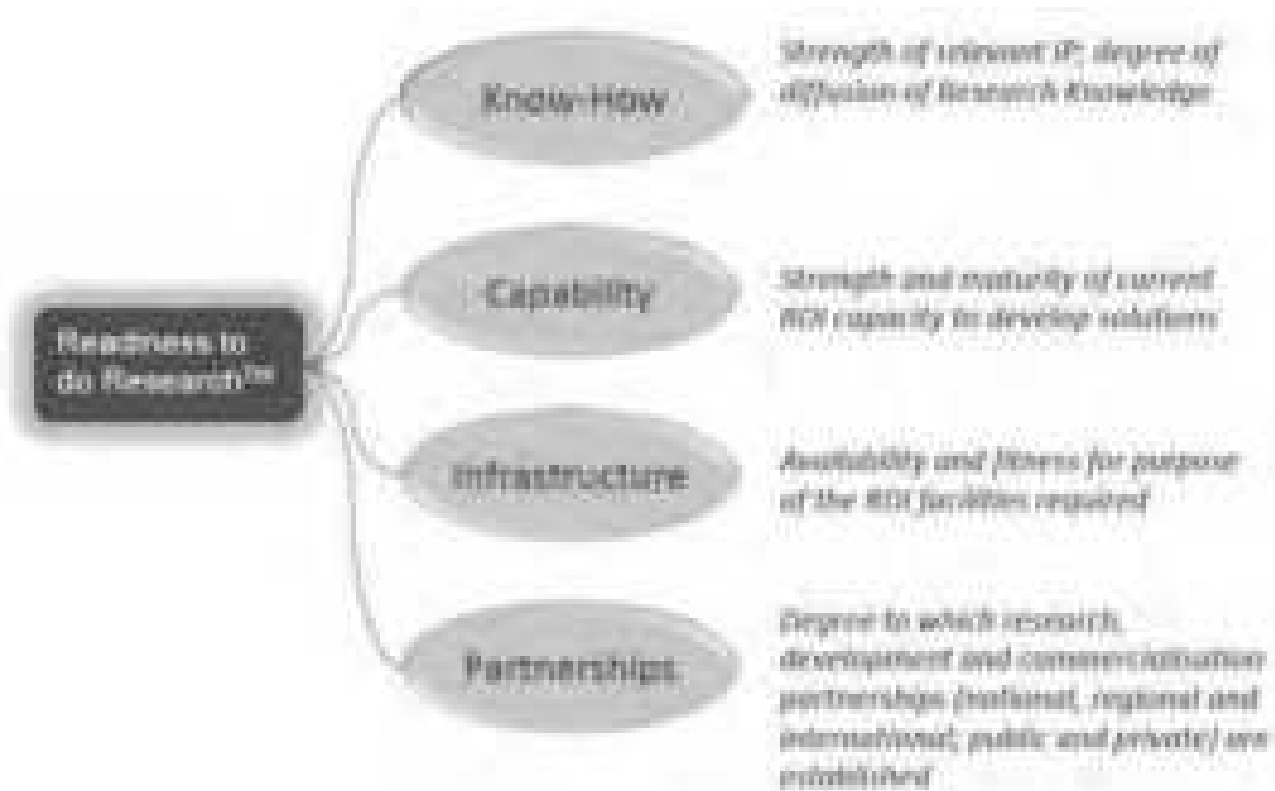 Know-How
Strength of relevant IP; degree of
diffusion of Research Knowledge
Capability
Strength and maturity of current
RDI capacity to develop solutions
Readiness to
do Research™
Infrastructure
Availability and fitness for purpose
of the RDI facilities required
Partnerships
Degree to which research,
development and commercialisation
partnerships (national, regional and
international; public and private) are
established